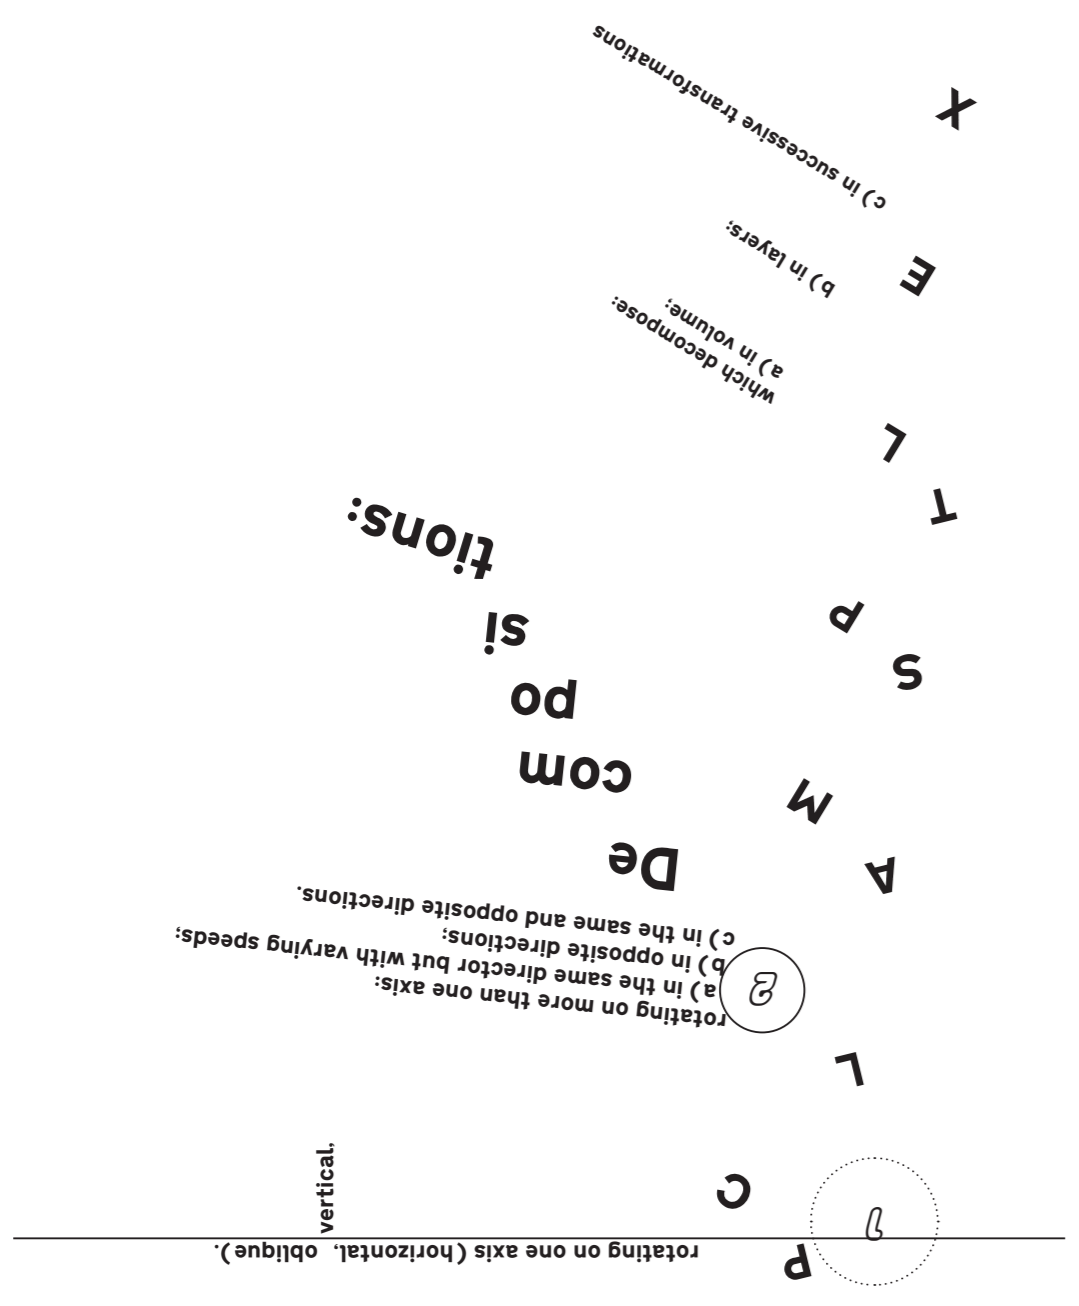 P
rotating on one axis (horizontal, vertical, oblique).
1
C
L
2
rotating on more than one axis:
a) in the same director but with varying speeds;
b) in opposite directions;
c) in the same and opposite directions.
A
De
M
com
po
S
si
P
tions:
T
L
which decompose:
a) in volume;
b) in layers;
E
c) in successive transformations
X